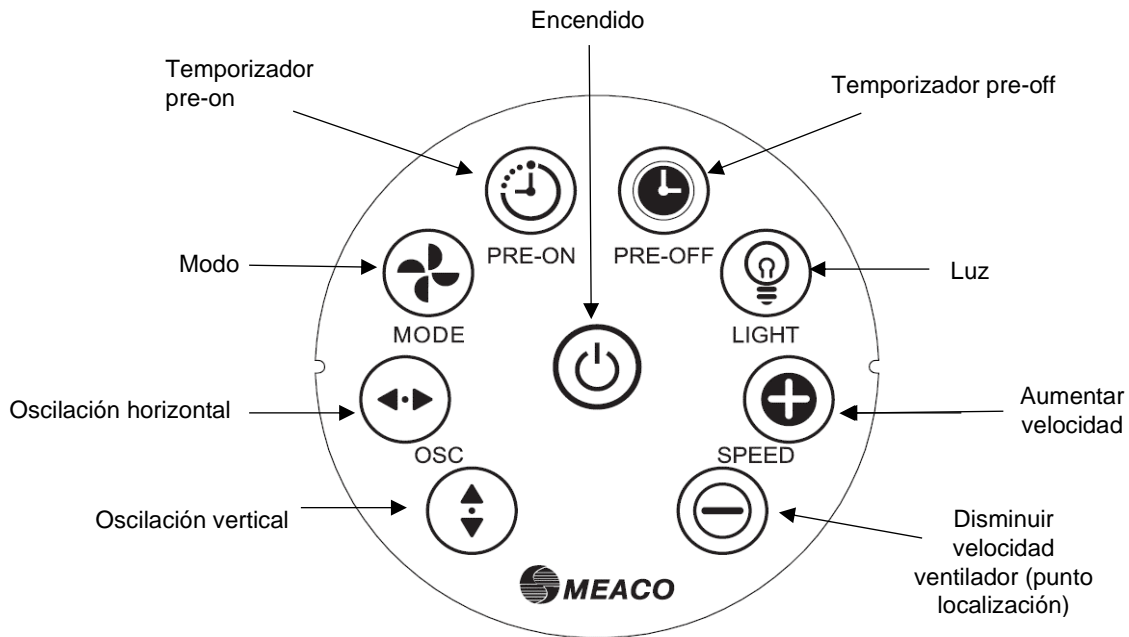 Encendido
Temporizador
pre-on
Temporizador pre-off
PRE-ON
PRE-OFF
Modo
Luz
MODE
LIGHT
Oscilación horizontal
Aumentar
velocidad
OSC
SPEED
Oscilación vertical
Disminuir
velocidad
ventilador (punto
localización)
MEACO